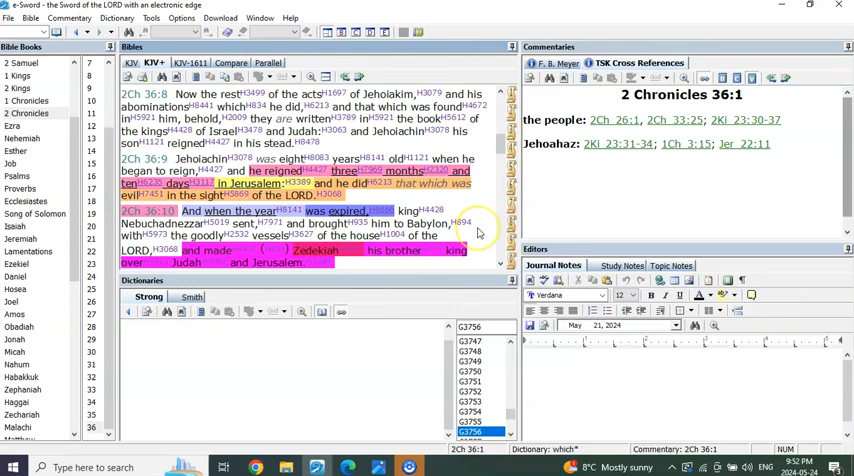 e-Sword - the Sword of the LORD with an electronic edge
File Bible Commentary Dictionary Tools Options Download Window Help
A B C D E
Bible Books
2 Samuel
1 Kings
2 Kings
1 Chronicles
2 Chronicles
Ezra
Nehemiah
Esther
Job
Psalms
Proverbs
Ecclesiastes
Song of Solomon
Isaiah
Jeremiah
Lamentations
Ezekiel
Daniel
Hosea
Joel
Amos
Obadiah
Jonah
Micah
Nahum
Habakkuk
Zephaniah
Haggai
Zechariah
Malachi
7
8
9
10
11
12
13
14
15
16
17
18
19
20
21
22
23
24
25
26
27
28
29
30
31
32
33
34
35
36
Bibles
KJV KJV+ KJV-1611 Compare Parallel
2Ch 36:8 Now the rest H3499 of the acts H1697 of Jehoiakim, H3079 and his
abominations H8441 which H834 he did, H6213 and that which was found H4672
in H5921 him, behold, H2009 they are written H3789 in H5921 the book H5612 of
the kings H4428 of Israel H3478 and Judah: H3063 and Jehoiachin H3078 his
son H1121 reigned H4427 in his stead. H8478
2Ch 36:9 Jehoiachin H3078 was eight H8083 years H8141 old H1121 when he
began to reign, H4427 and he reigned H4427 three H7969 months H2320 and
ten H6235 days H3117 in Jerusalem: H3389 and he did H6213 that which was
evil H7451 in the sight H5869 of the LORD. H3068
2Ch 36:10 And when the year H8141 was expired, H8666 king H4428
Nebuchadnezzar H5019 sent, H7971 and brought H935 him to Babylon, H894
with H5973 the goodly H2532 vessels H3627 of the house H1004 of the
LORD, H3068 and made Zedekiah his brother king
over Judah and Jerusalem.
Dictionaries
Strong Smith
G3756
G3747
G3748
G3749
G3750
G3751
G3752
G3753
G3754
G3755
G3756
Commentaries
F. B. Meyer TSK Cross References
2 Chronicles 36:1
the people: 2Ch 26:1, 2Ch 33:25; 2Ki 23:30-37
Jehoahaz: 2Ki 23:31-34; 1Ch 3:15; Jer 22:11
Editors
Journal Notes Study Notes Topic Notes
Verdana 12 B I U A
May 21, 2024
1 2 3 4 5
2Ch 36:1 Dictionary: which* Commentary: 2Ch 36:1 NUM
Type here to search
8°C Mostly sunny
9:52 PM
2024-05-24